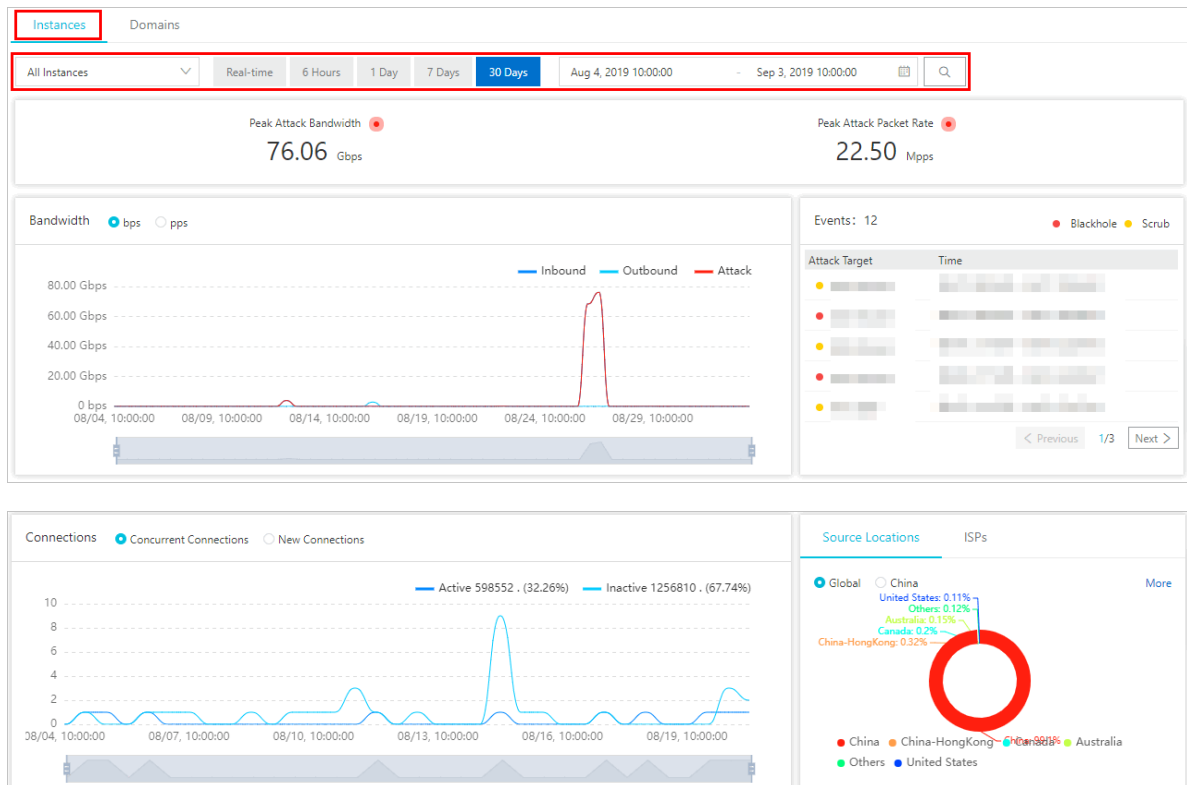 Instances Domains
All Instances Real-time 6 Hours 1 Day 7 Days 30 Days Aug 4, 2019 10:00:00 - Sep 3, 2019 10:00:00
Peak Attack Bandwidth
76.06 Gbps
Peak Attack Packet Rate
22.50 Mpps
Bandwidth bps pps
Inbound Outbound Attack
80.00 Gbps
60.00 Gbps
40.00 Gbps
20.00 Gbps
0 bps
08/04, 10:00:00 08/09, 10:00:00 08/14, 10:00:00 08/19, 10:00:00 08/24, 10:00:00 08/29, 10:00:00
Events: 12 Blackhole Scrub
Attack Target Time
< Previous 1/3 Next >
Connections Concurrent Connections New Connections
Active 598552 . (32.26%) Inactive 1256810 . (67.74%)
10
8
6
4
2
0
08/04, 10:00:00 08/07, 10:00:00 08/10, 10:00:00 08/13, 10:00:00 08/16, 10:00:00 08/19, 10:00:00
Source Locations ISPs
Global China More
United States: 0.11%
Others: 0.12%
Australia: 0.15%
Canada: 0.2%
China-HongKong: 0.32%
China China-HongKong Canada Australia
Others United States